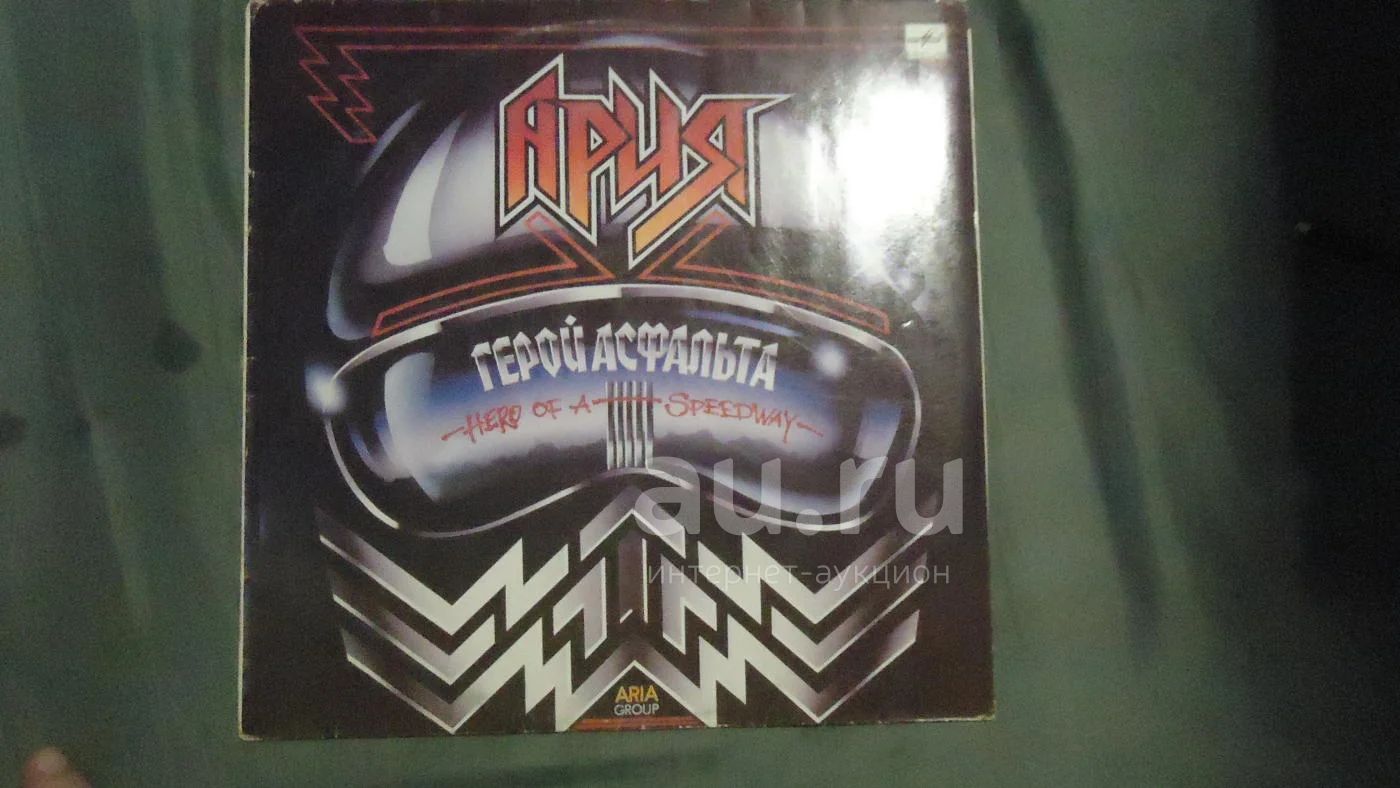 АРИЯ
ГЕРОЙ АСФАЛЬТА
HERO OF A SPEEDWAY
au.ru
интернет-аукцион
ARIA
GROUP